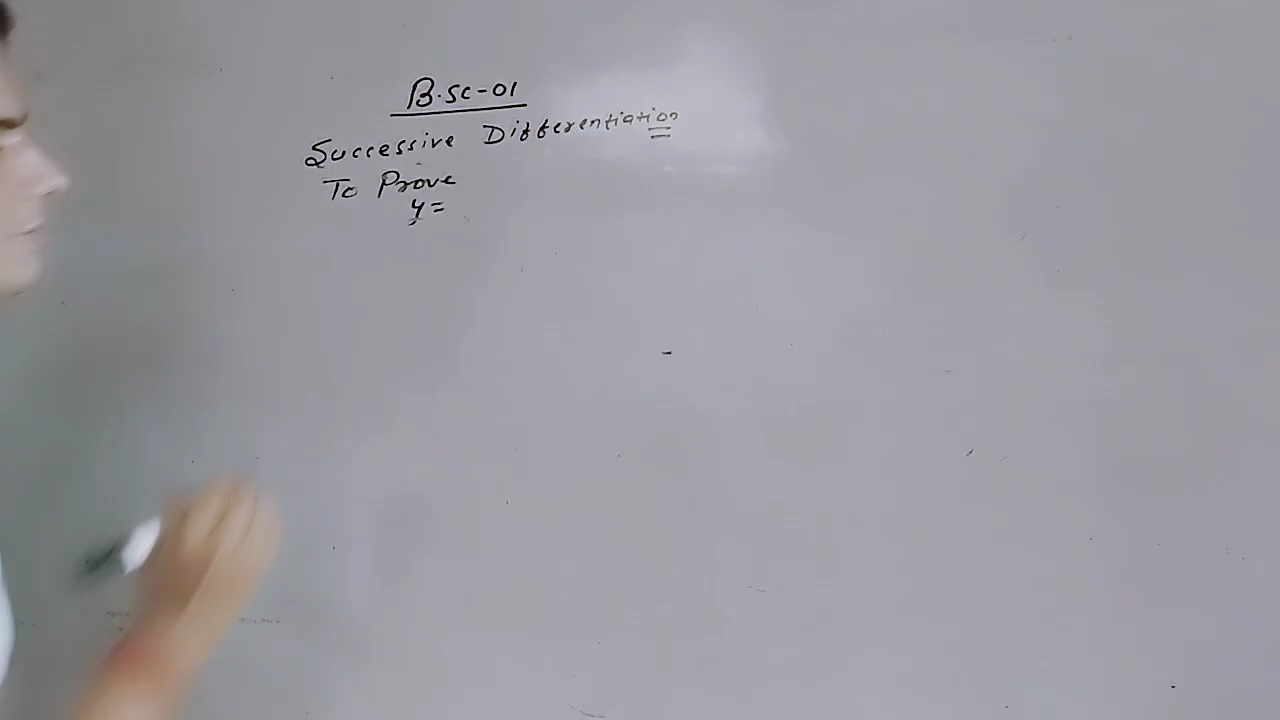 B.Sc-01
Successive Differentiation
To Prove
y =